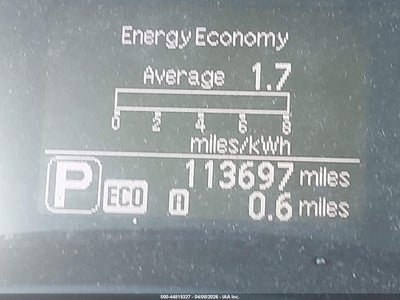 Energy Economy
Average 1.7
0 2 4 6 8
miles/kWh
P ECO 113697 miles
A 0.6 miles
000-44815327 - 04/09/2026 - IAA Inc.